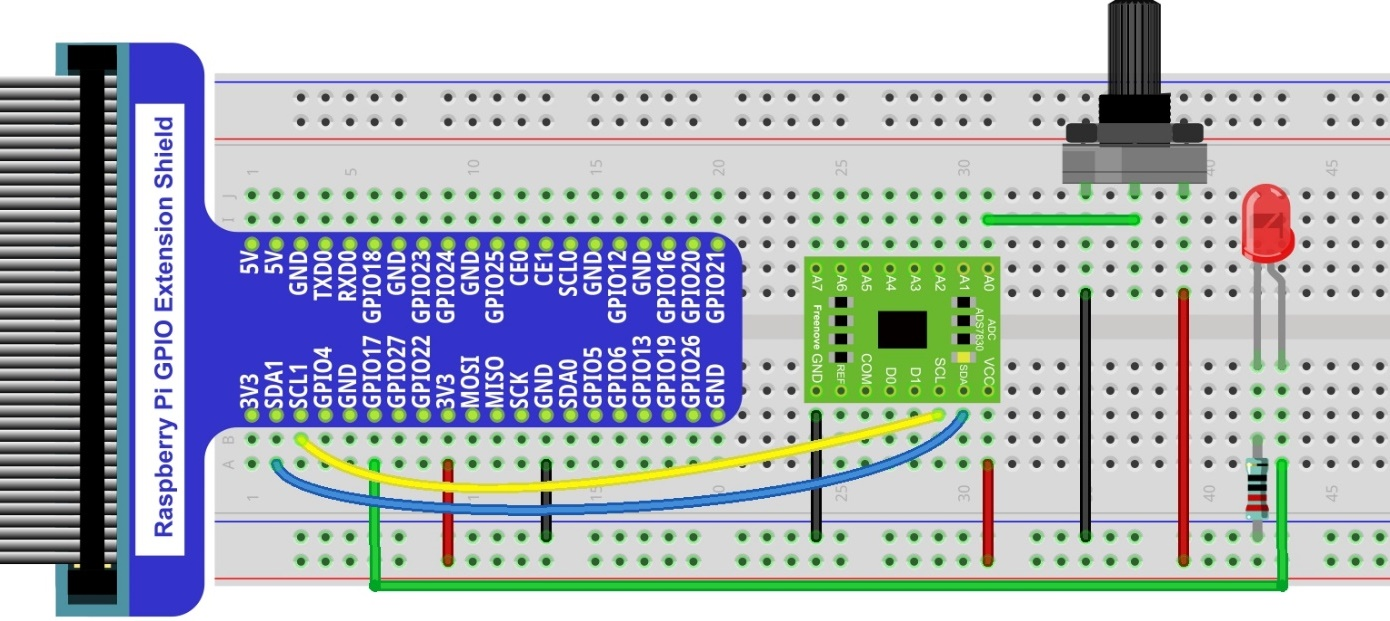 Raspberry Pi GPIO Extension Shield
1 5 10 15 20 25 30 40 45
J
I
5V 5V GND TXD0 RXD0 GPIO18 GND GPIO23 GPIO24 GND GPIO25 CE0 CE1 SCL0 GND GPIO12 GND GPIO16 GPIO20 GPIO21
3V3 SDA1 SCL1 GPIO4 GND GPIO17 GPIO27 GPIO22 3V3 MOSI MISO SCK GND SDA0 GPIO5 GPIO6 GPIO13 GPIO19 GPIO26 GND
A7 A6 A5 A4 A3 A2 A1 A0
Freenove
ADC
ADS7830
GND REF COM D0 D1 SCL SDA VCC
B
A
1 10 15 20 25 30 40 45